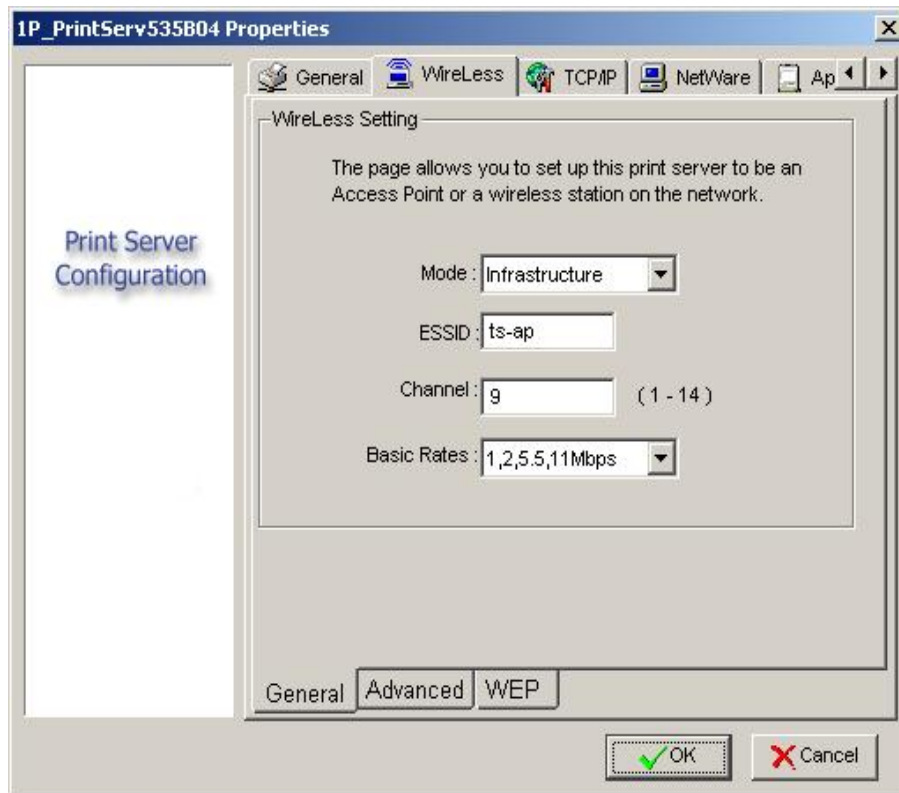 1P_PrintServ535B04 Properties
General WireLess TCP/IP NetWare Ap
Print Server
Configuration
WireLess Setting
The page allows you to set up this print server to be an
Access Point or a wireless station on the network.
Mode : Infrastructure
ESSID : ts-ap
Channel : 9 ( 1 - 14 )
Basic Rates : 1,2,5.5,11Mbps
General Advanced WEP
OK Cancel